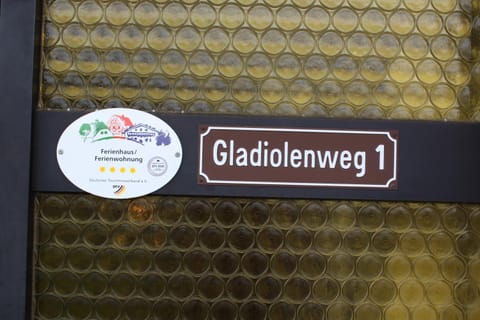 Ferienhaus/
Ferienwohnung
Deutscher Tourismusverband e.V.
Gladiolenweg 1